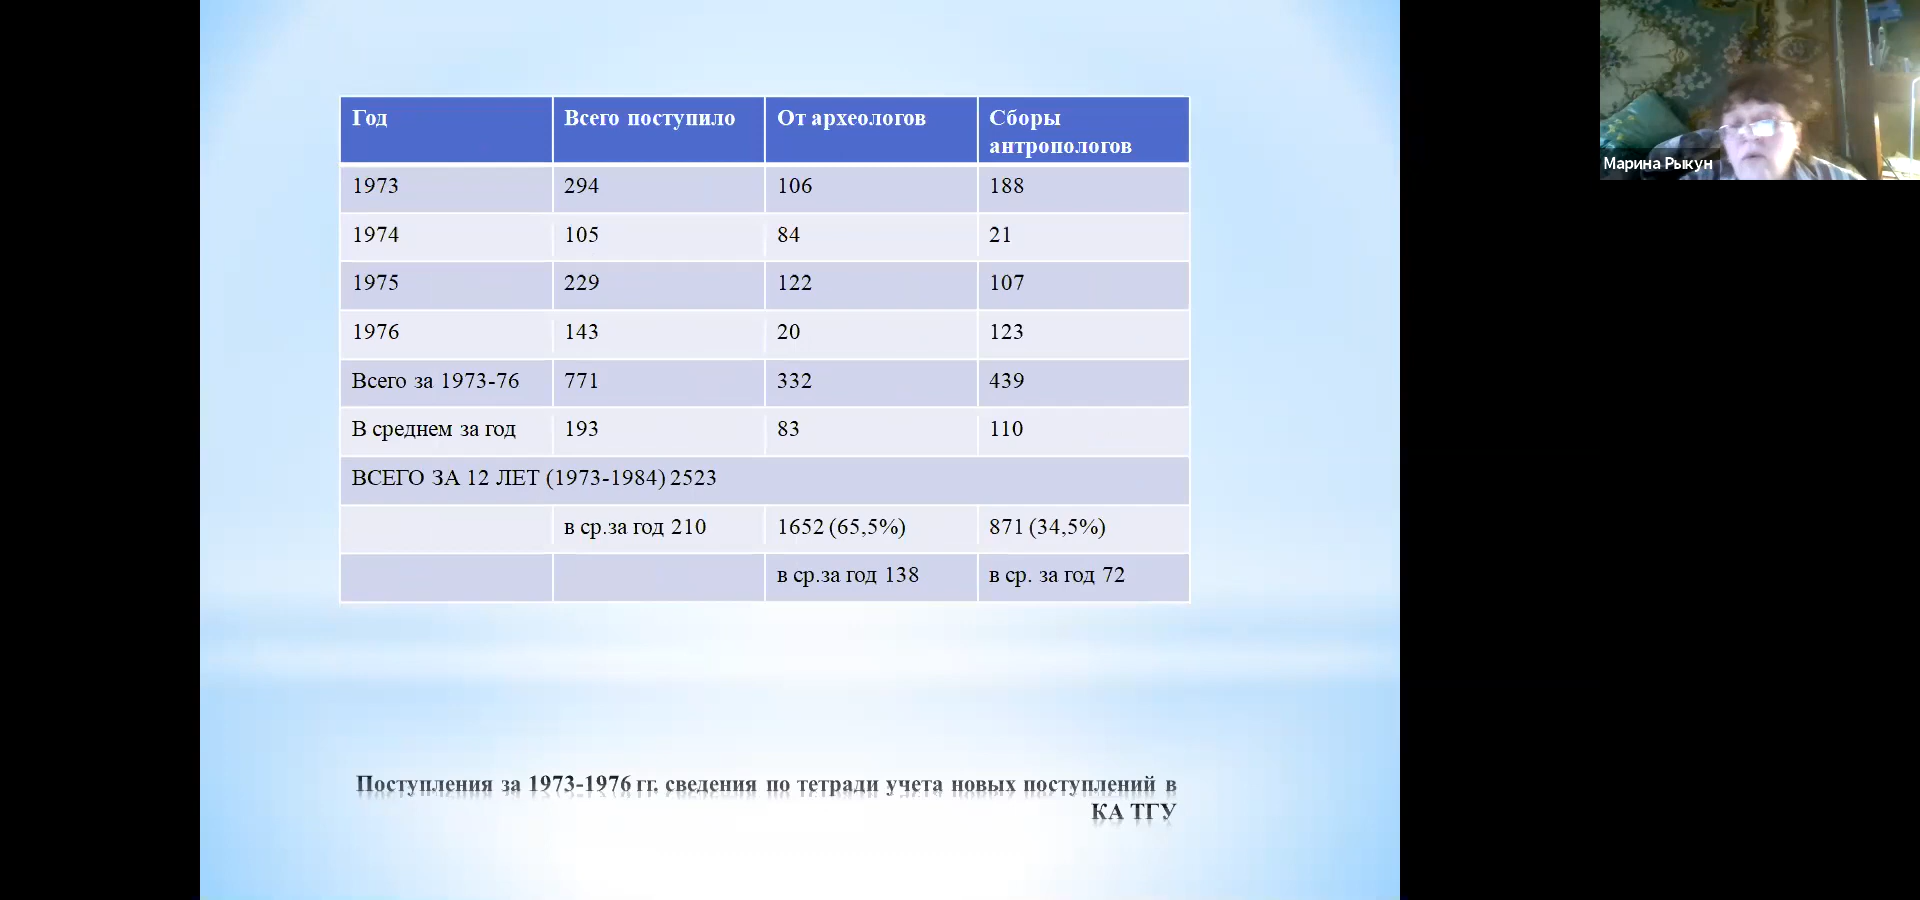 Год Всего поступило От археологов Сборы
антропологов
1973 294 106 188
1974 105 84 21
1975 229 122 107
1976 143 20 123
Всего за 1973-76 771 332 439
В среднем за год 193 83 110
ВСЕГО ЗА 12 ЛЕТ (1973-1984) 2523
в ср.за год 210 1652 (65,5%) 871 (34,5%)
в ср.за год 138 в ср. за год 72
Поступления за 1973-1976 гг. сведения по тетради учета новых поступлений в
КА ТГУ
Марина Рыкун